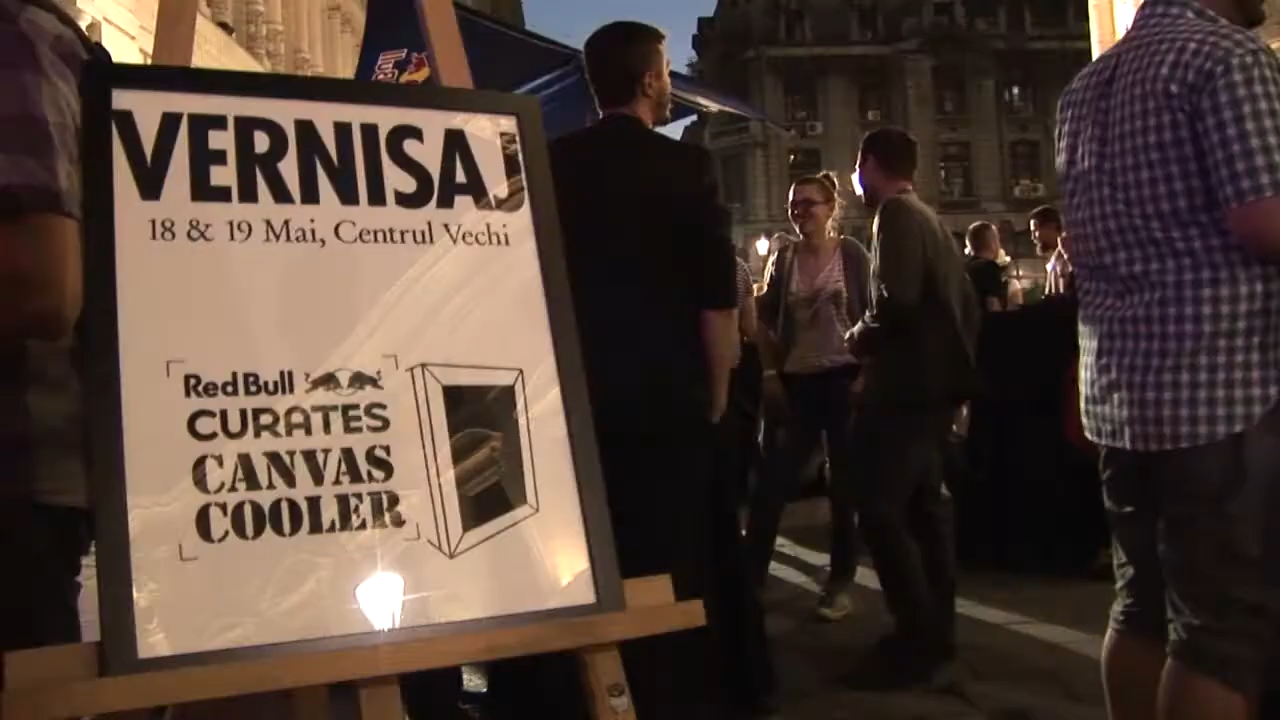 VERNISAJ
18 & 19 Mai, Centrul Vechi
Red Bull
CURATES
CANVAS
COOLER